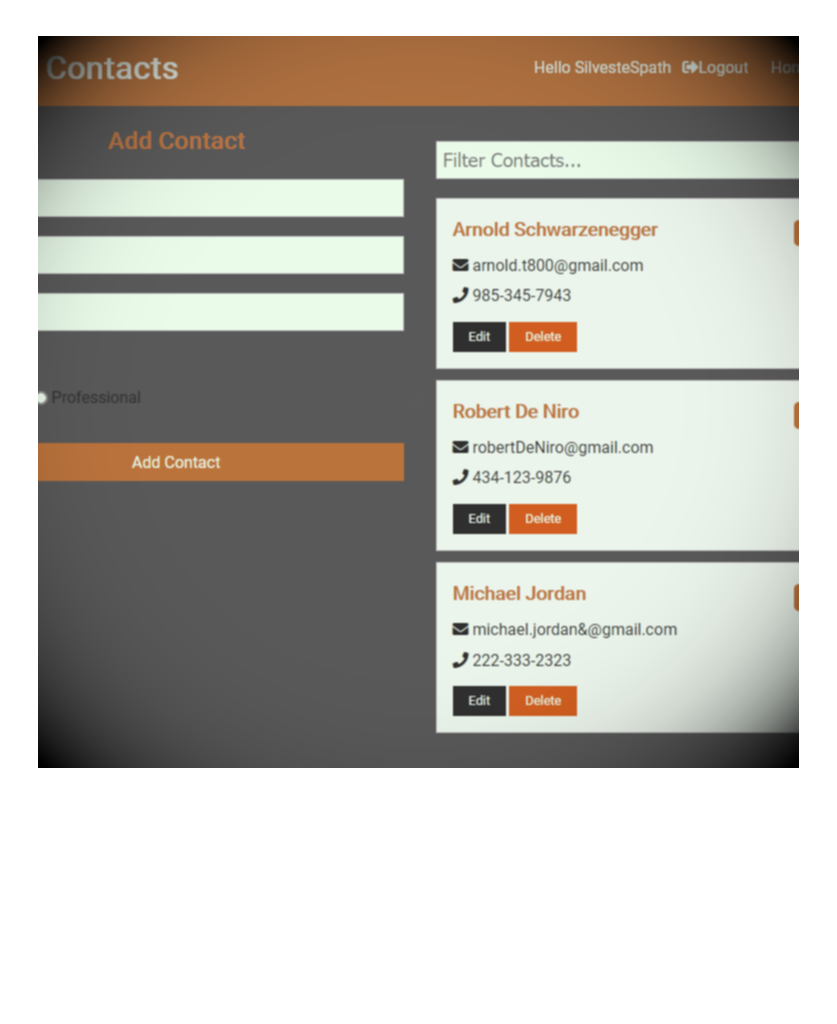 Contacts
Hello SilvesteSpath Logout
Add Contact
Professional
Add Contact
Filter Contacts...
Arnold Schwarzenegger
arnold.t800@gmail.com
985-345-7943
Edit Delete
Robert De Niro
robertDeNiro@gmail.com
434-123-9876
Edit Delete
Michael Jordan
michael.jordan&@gmail.com
222-333-2323
Edit Delete